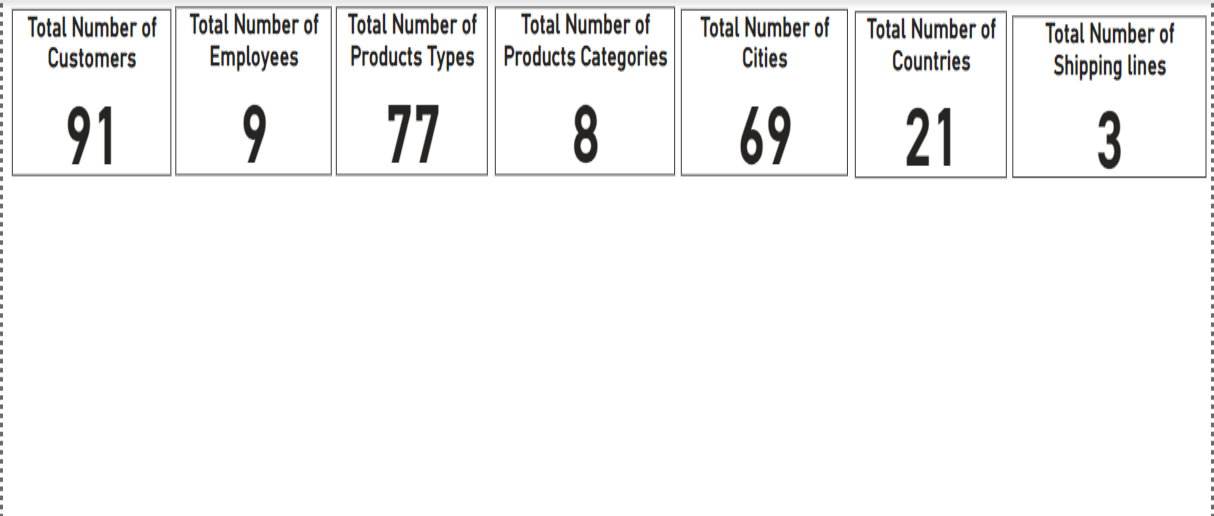 Total Number of
Customers
91
Total Number of
Employees
9
Total Number of
Products Types
77
Total Number of
Products Categories
8
Total Number of
Cities
69
Total Number of
Countries
21
Total Number of
Shipping lines
3